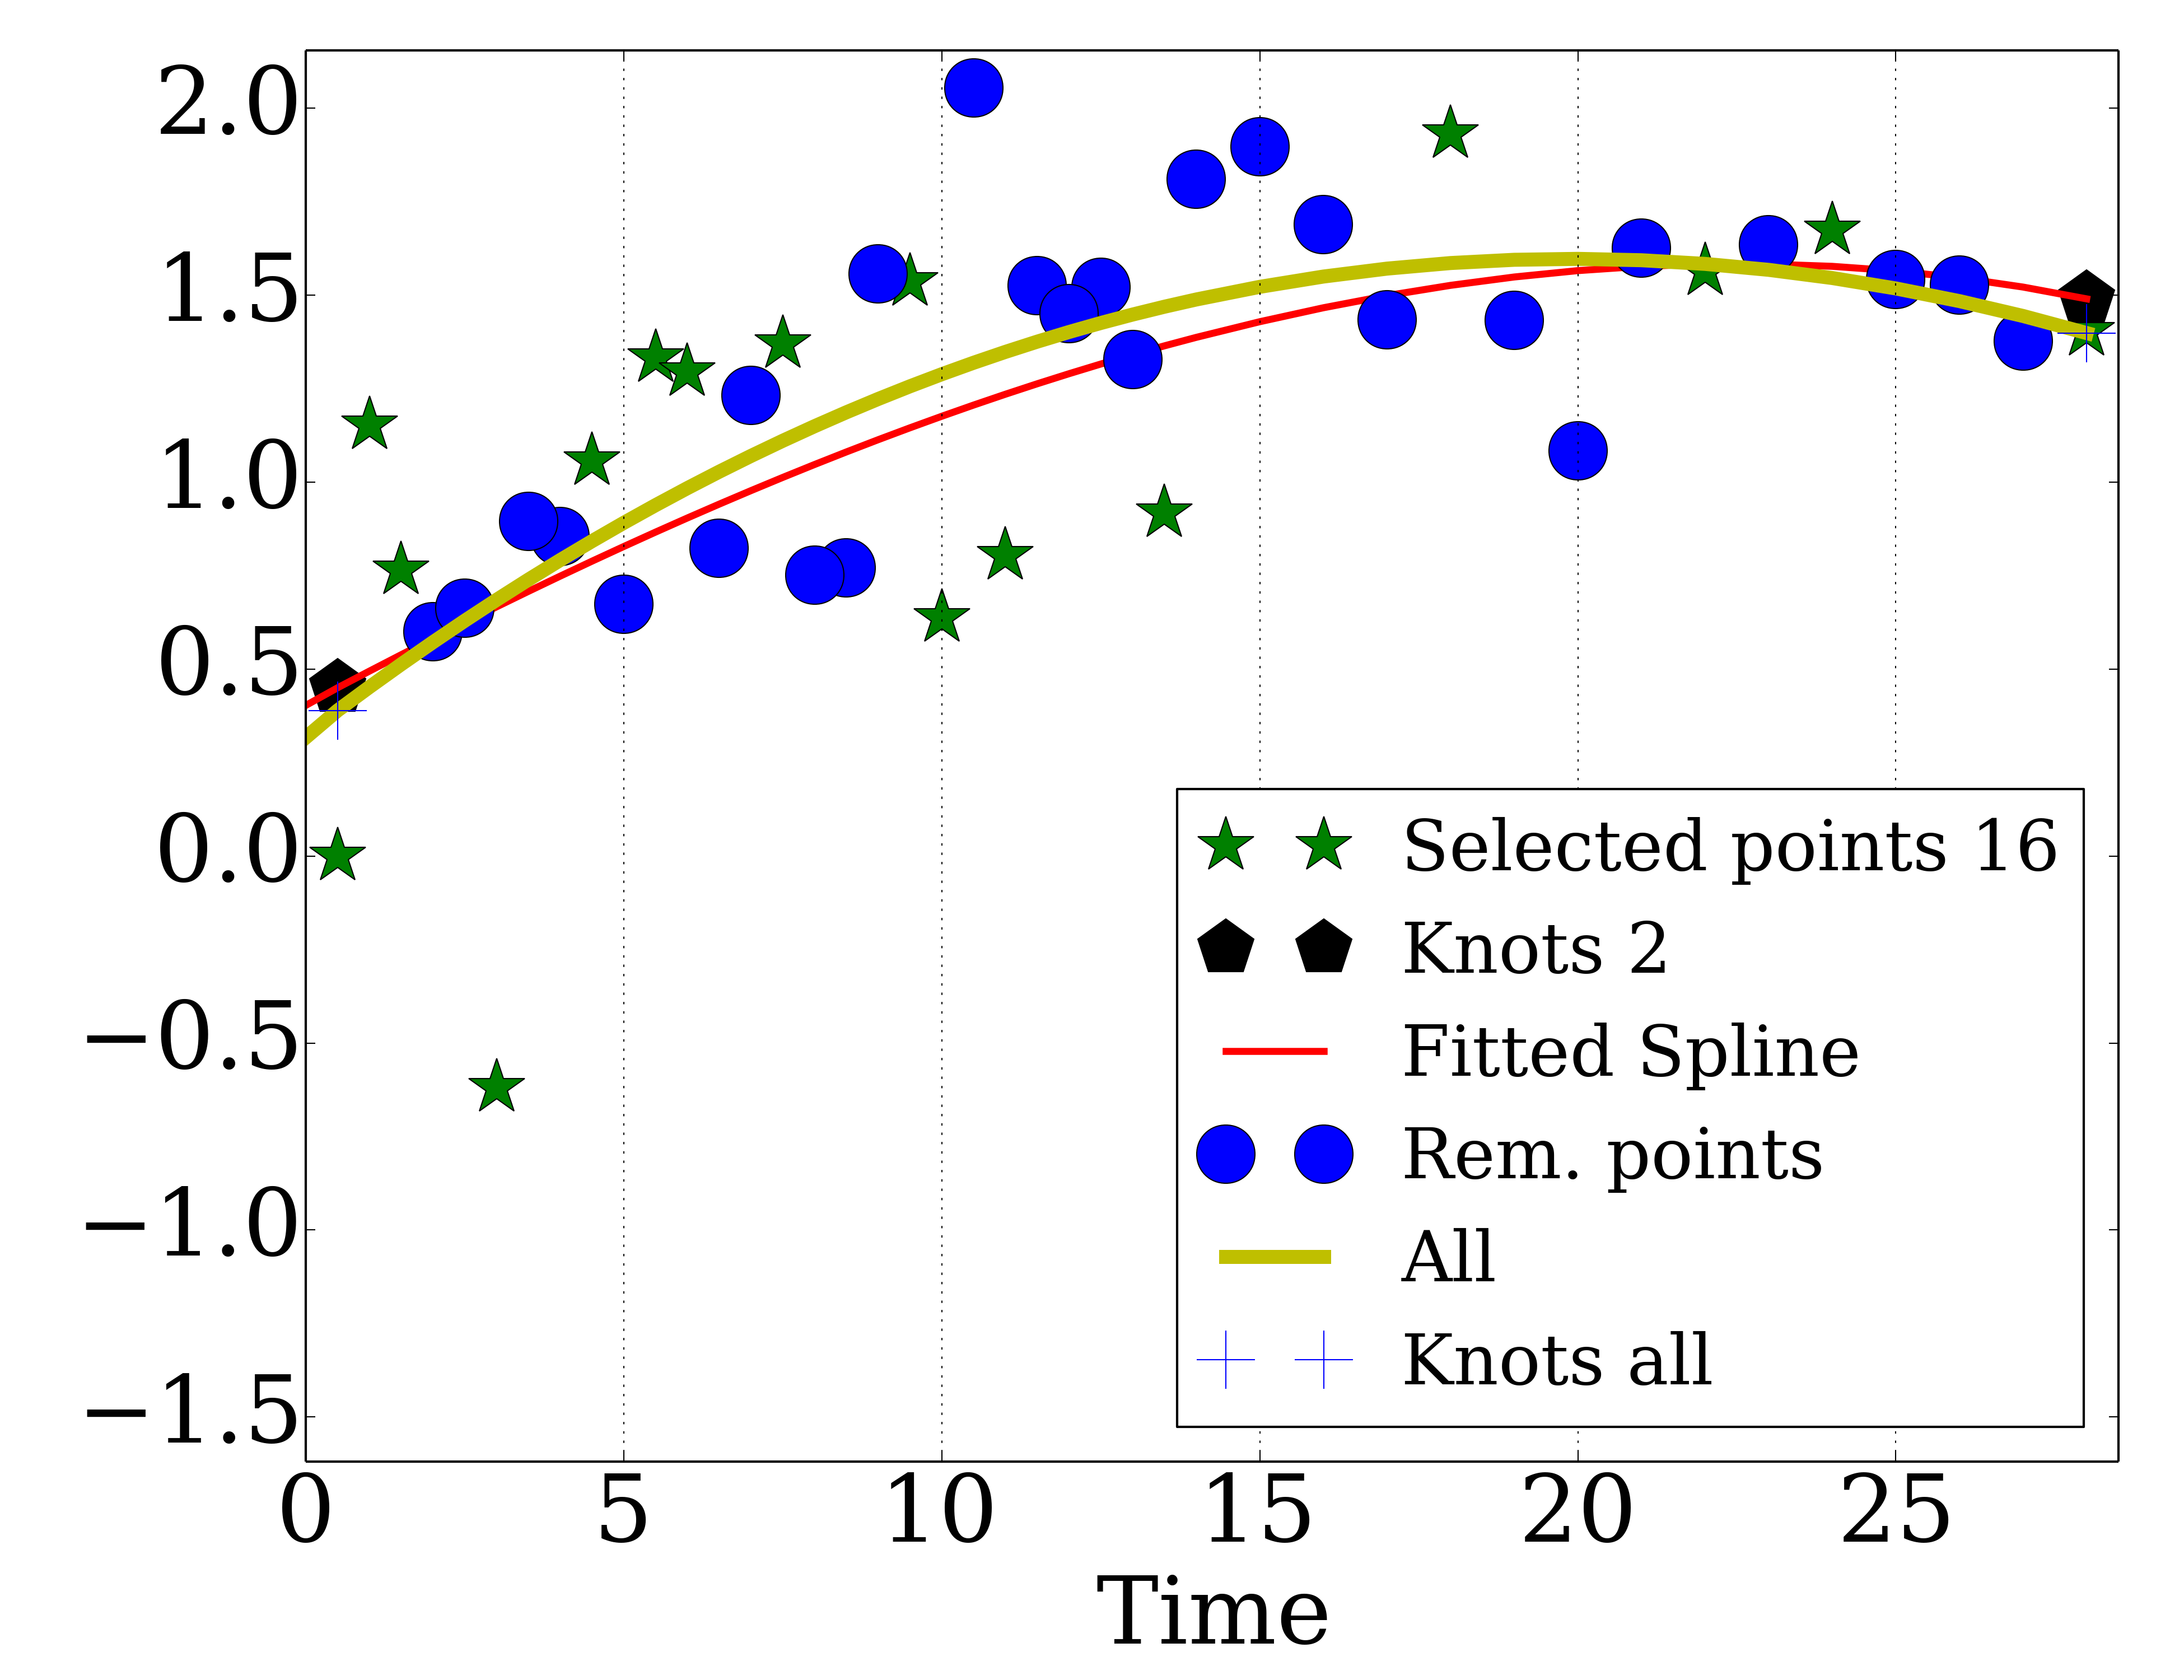 2.0
1.5
1.0
0.5
0.0
−0.5
−1.0
−1.5
Selected points 16
Knots 2
Fitted Spline
Rem. points
All
Knots all
0 5 10 15 20 25
Time